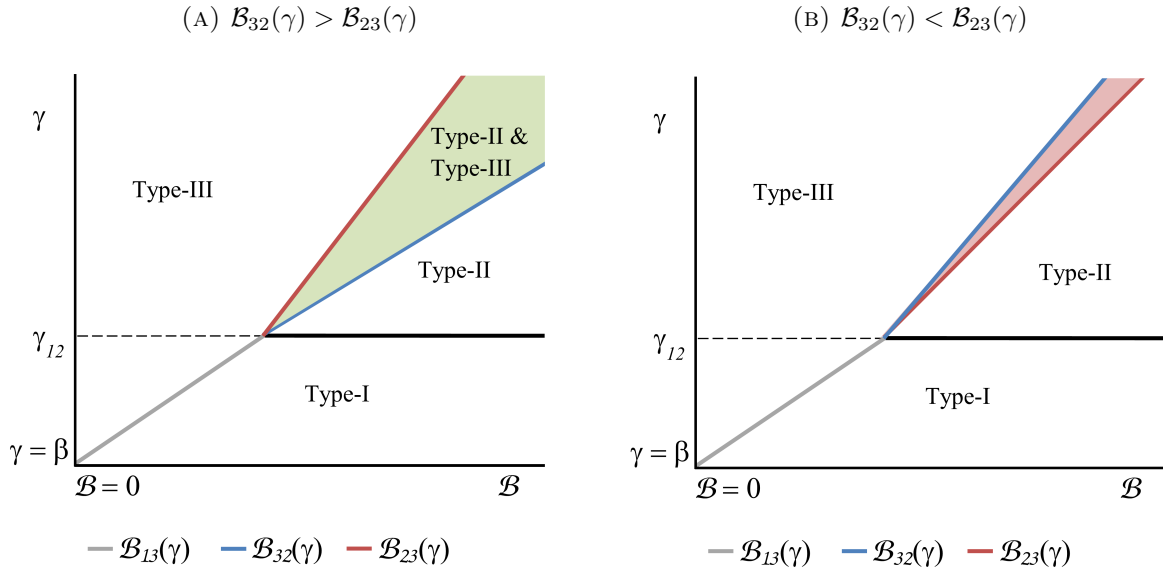 (A) ℬ₃₂(γ) > ℬ₂₃(γ)
γ
Type-II &
Type-III
Type-III
Type-II
γ₁₂
Type-I
γ = β
ℬ = 0
ℬ
ℬ₁₃(γ) ℬ₃₂(γ) ℬ₂₃(γ)
(B) ℬ₃₂(γ) < ℬ₂₃(γ)
γ
Type-III
Type-II
γ₁₂
Type-I
γ = β
ℬ = 0
ℬ
ℬ₁₃(γ) ℬ₃₂(γ) ℬ₂₃(γ)